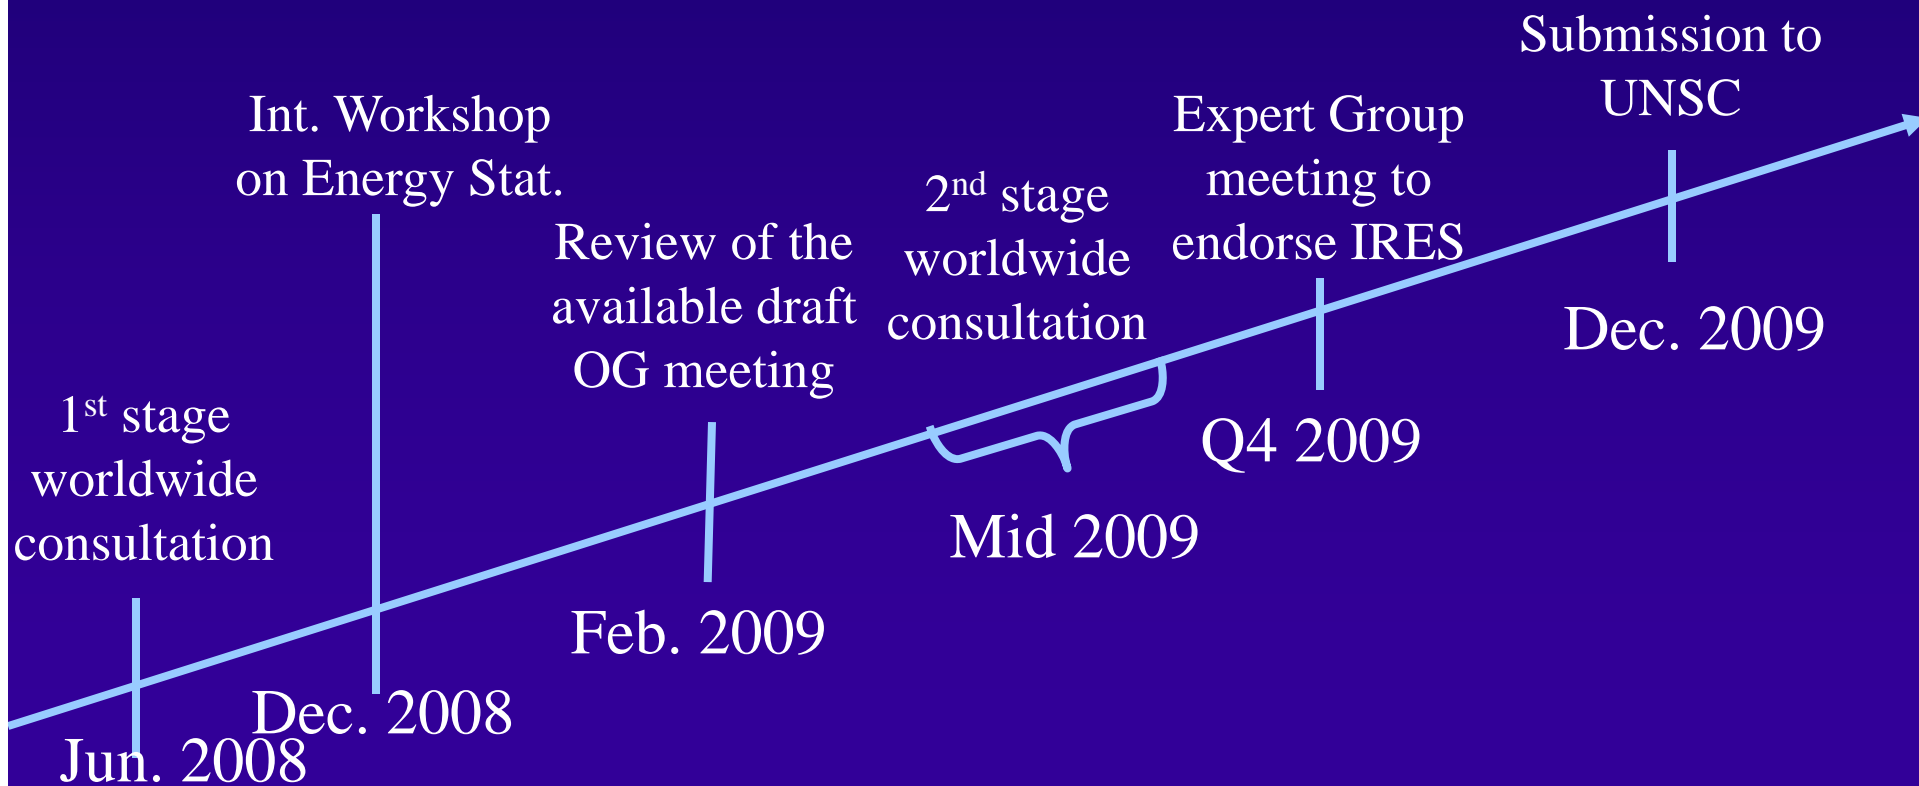 1st stage
worldwide
consultation
Jun. 2008
Int. Workshop
on Energy Stat.
Dec. 2008
Review of the
available draft
OG meeting
Feb. 2009
2nd stage
worldwide
consultation
Mid 2009
Expert Group
meeting to
endorse IRES
Q4 2009
Submission to
UNSC
Dec. 2009